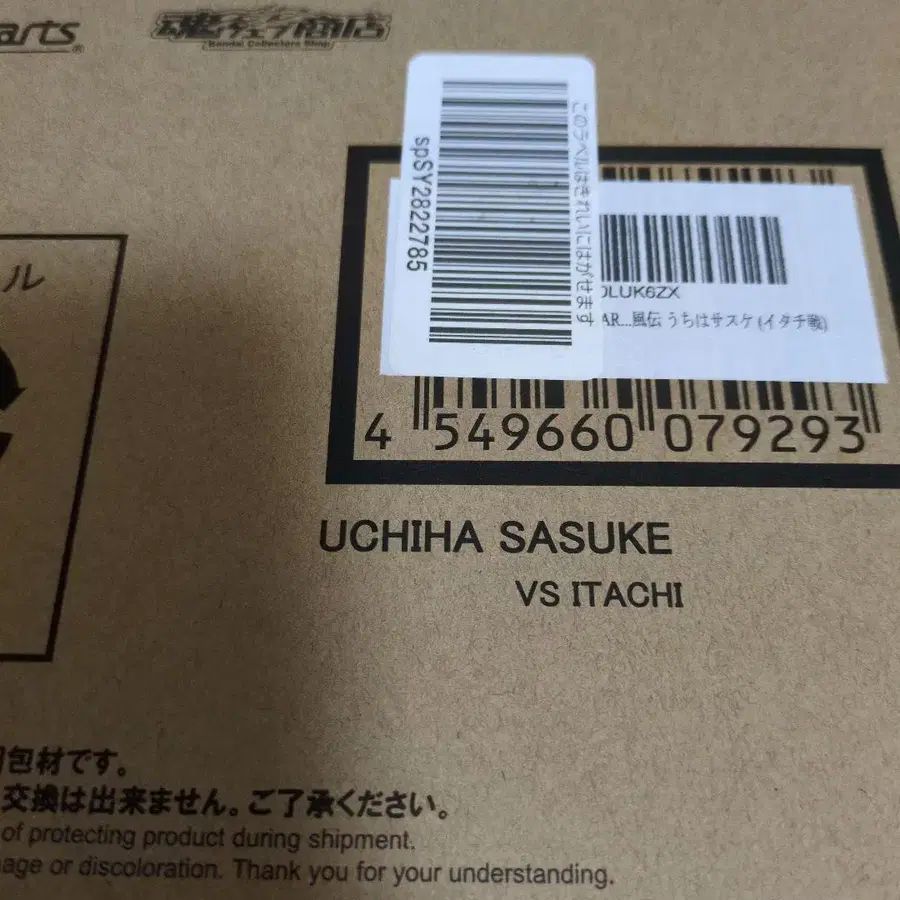 arts®
魂ウェブ商店
Bandai Collectors Shop
spSY2822785
このラベルはきれいにはがせます
0LUK6ZX
AR...風伝 うちはサスケ (イタチ戦)
4 549660 079293
UCHIHA SASUKE
VS ITACHI
ル
包材です。
交換は出来ません。ご了承ください。
of protecting product during shipment.
age or discoloration. Thank you for your understanding.